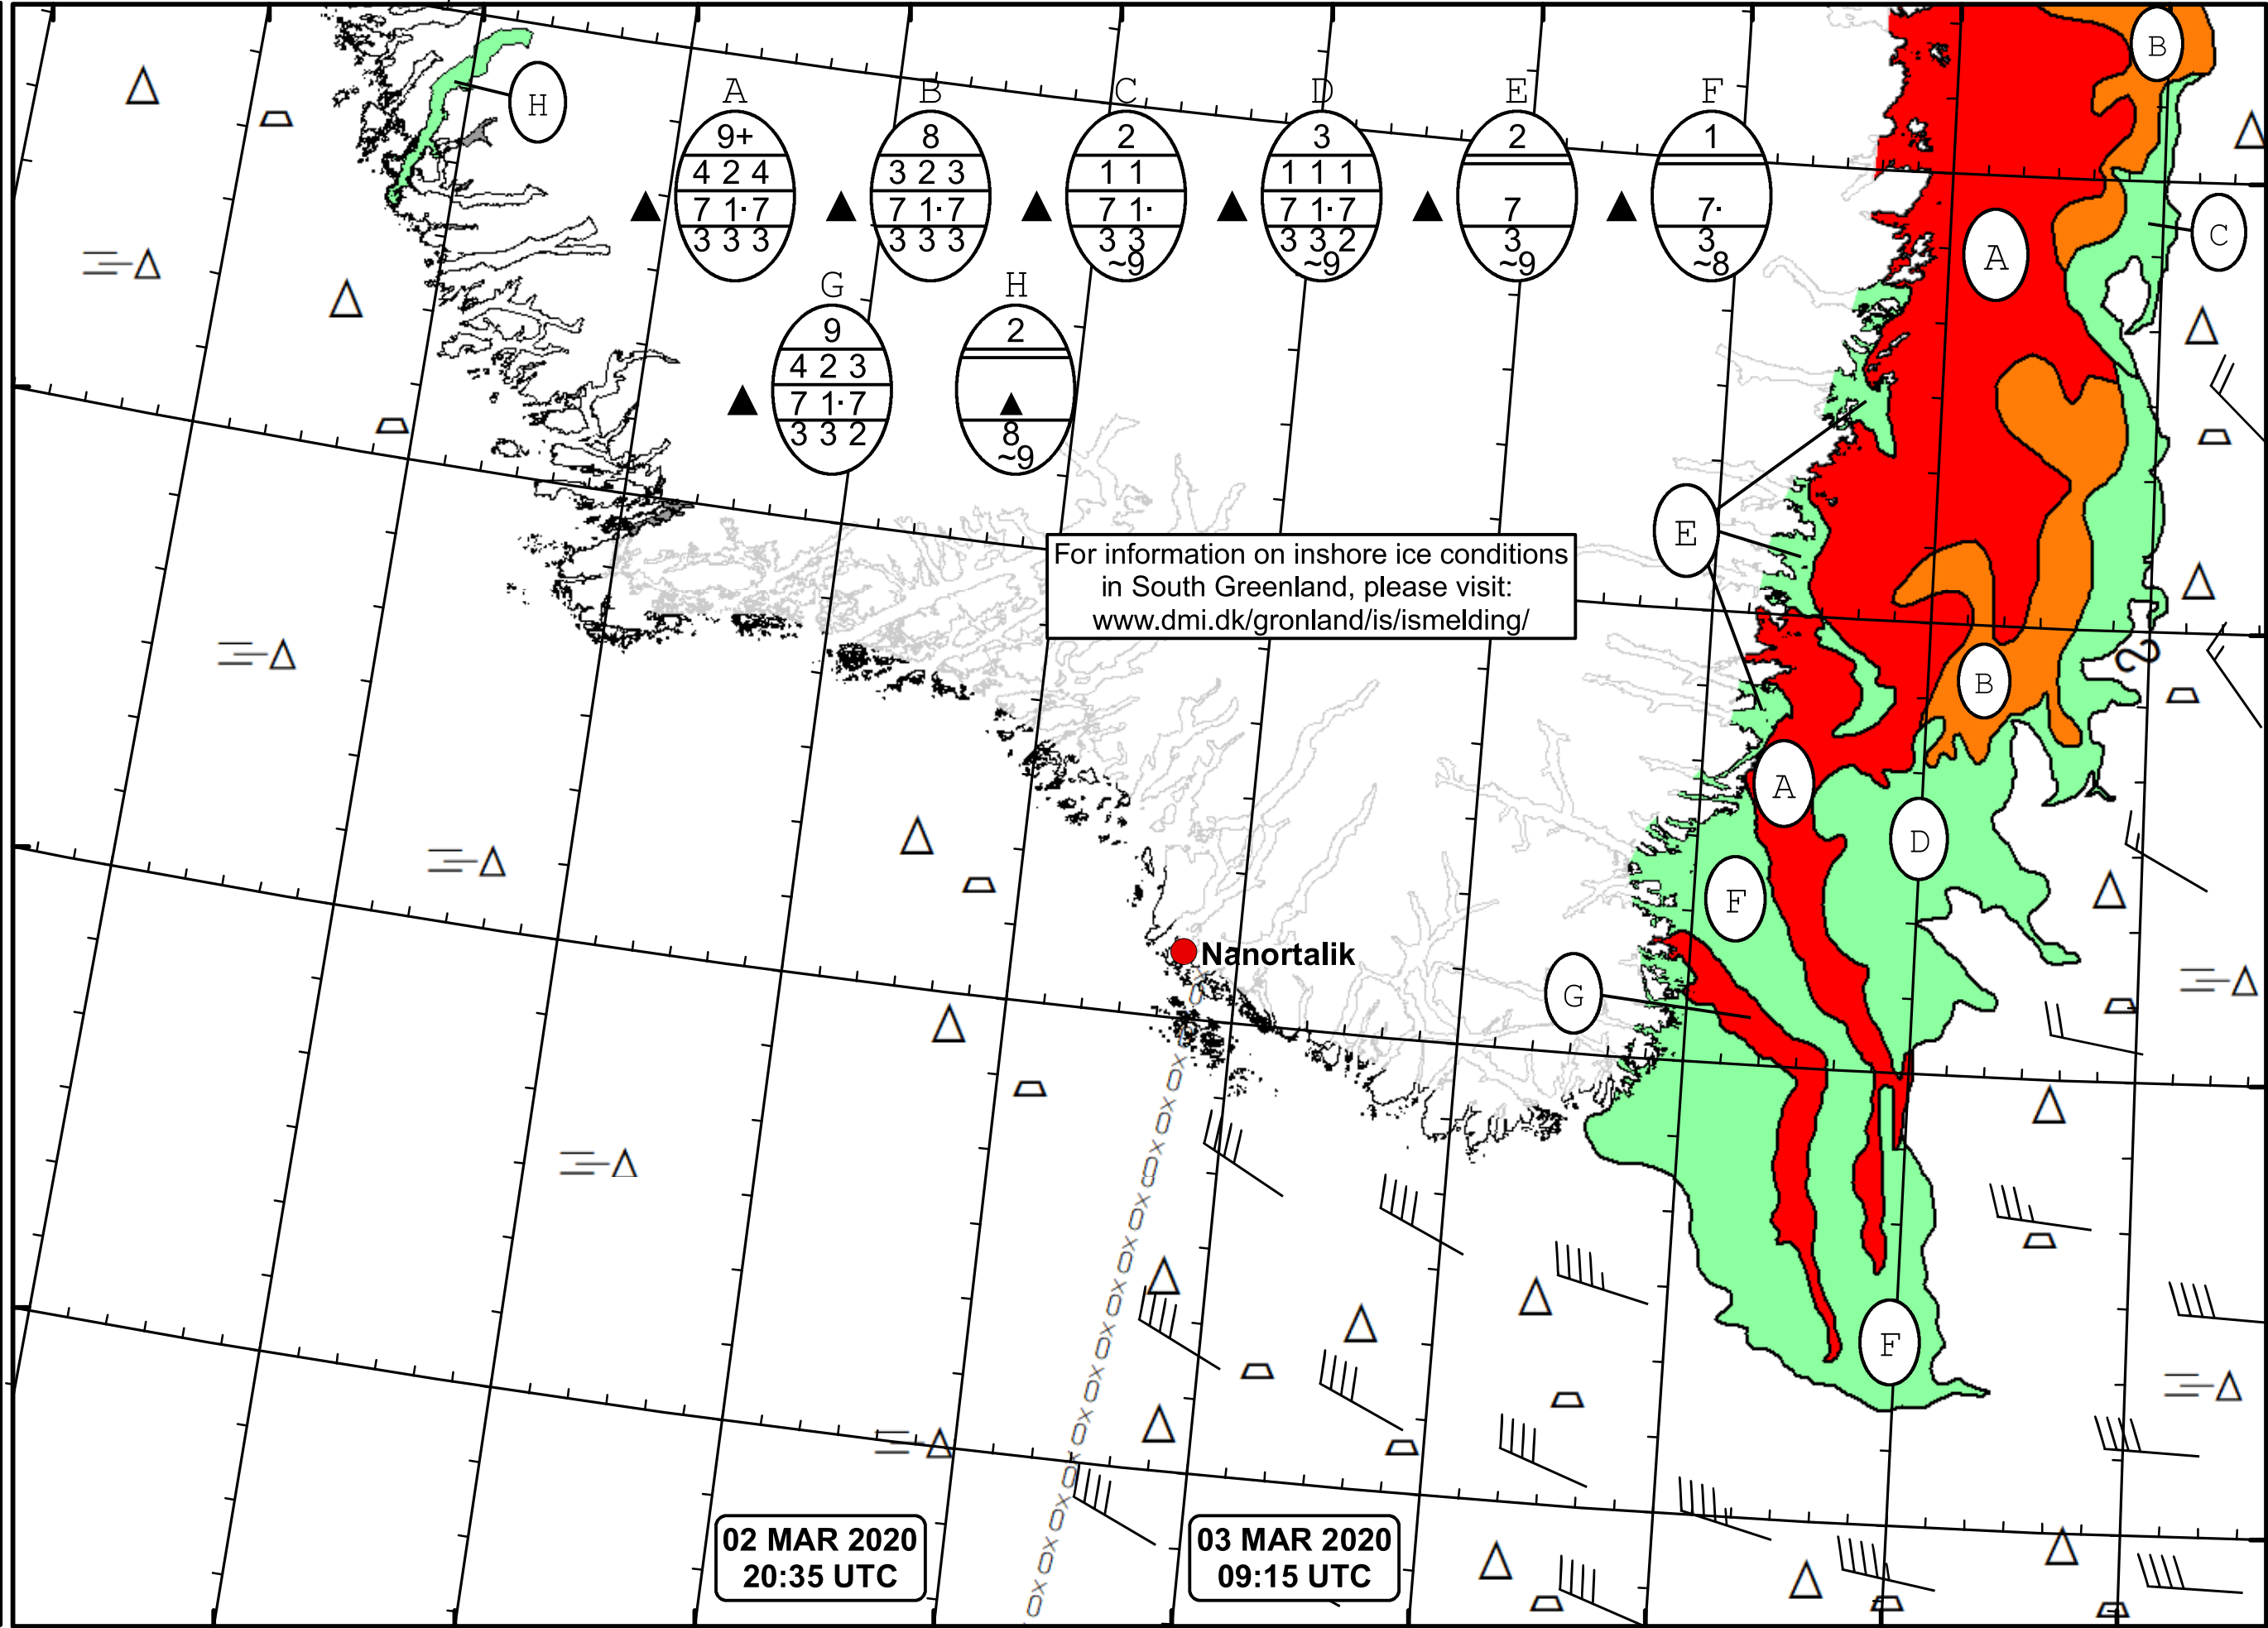 A B C D E F
9+ 8 2 3 2 1
4 2 4 3 2 3 1 1 1 1 1
7 1· 7 7 1· 7 7 1· 7 1· 7 7 7·
3 3 3 3 3 3 3 3 3 3 2 3 3
~9 ~9 ~9 ~8
G H
9 2
4 2 3
7 1· 7
3 3 2 8
~9
H
B
C
A
E
For information on inshore ice conditions
in South Greenland, please visit:
www.dmi.dk/gronland/is/ismelding/
B
A
D
F
Nanortalik
G
F
02 MAR 2020
20:35 UTC
03 MAR 2020
09:15 UTC